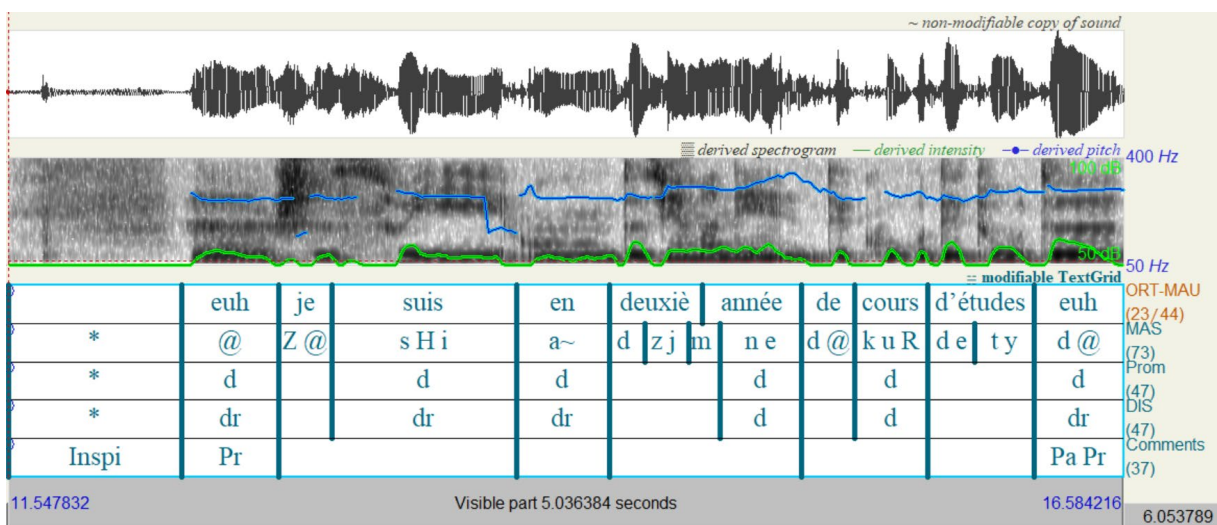 ~ non-modifiable copy of sound
derived spectrogram — derived intensity derived pitch 400 Hz
100 dB
50 dB
50 Hz
modifiable TextGrid
euh je suis en deuxiè année de cours d'études euh ORT-MAU
(23/44)
* @ Z @ s H i a~ d z j m n e d @ k u R d e t y d @ MAS
(73)
* d d d d d d Prom
(47)
* dr dr dr d d dr DIS
(47)
Inspi Pr Pa Pr Comments
(37)
11.547832 Visible part 5.036384 seconds 16.584216 6.053789